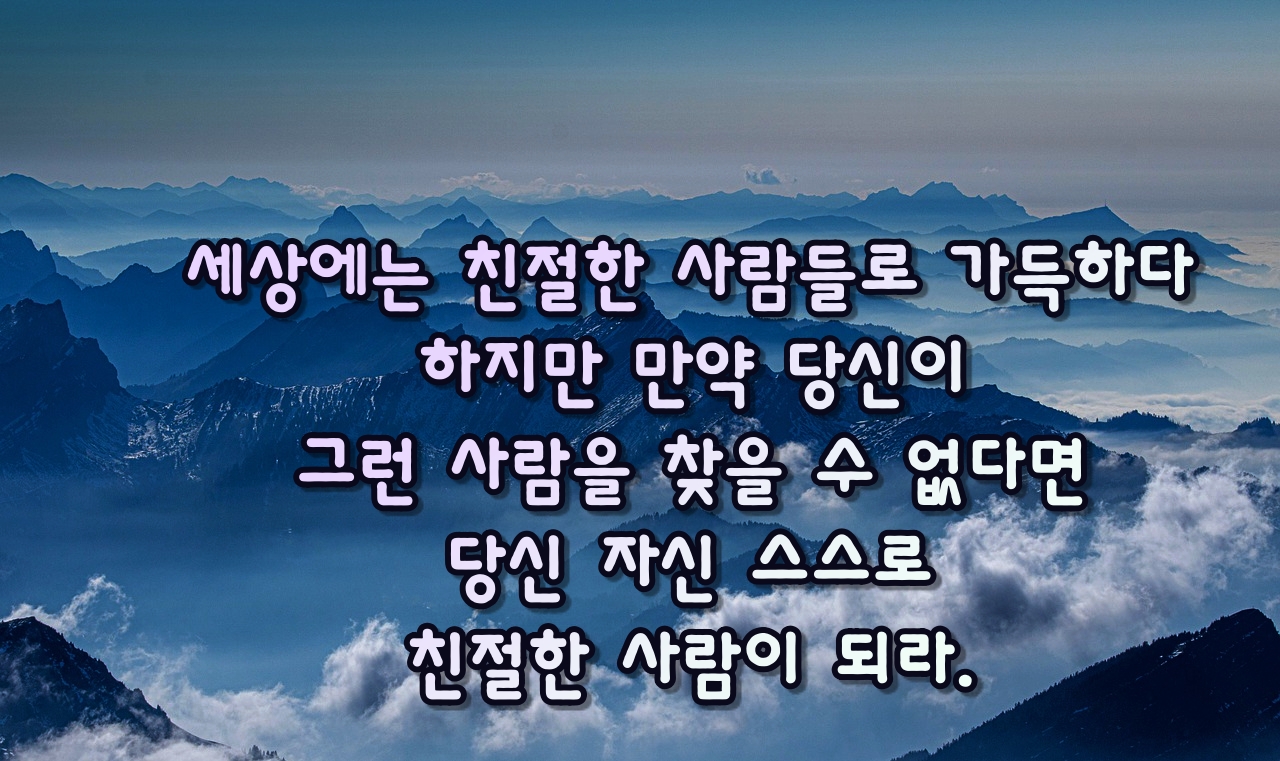 세상에는 친절한 사람들로 가득하다
하지만 만약 당신이
그런 사람을 찾을 수 없다면
당신 자신 스스로
친절한 사람이 되라.